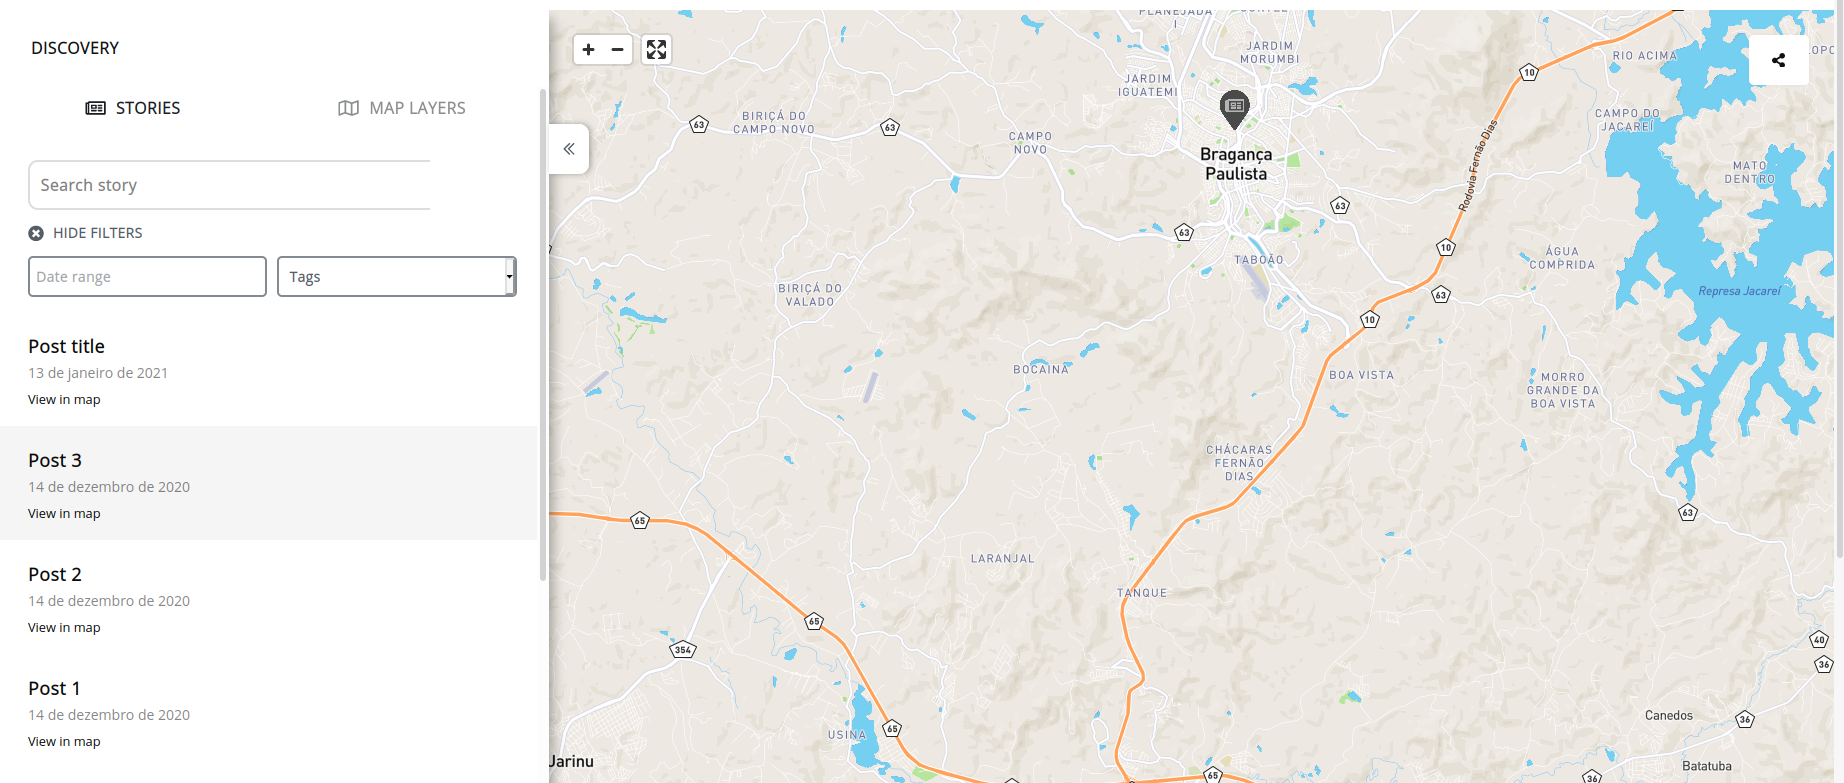 DISCOVERY
STORIES
MAP LAYERS
Search story
HIDE FILTERS
Date range
Tags
Post title
13 de janeiro de 2021
View in map
Post 3
14 de dezembro de 2020
View in map
Post 2
14 de dezembro de 2020
View in map
Post 1
14 de dezembro de 2020
View in map
PLANEJADA
I
JARDIM
MORUMBI
JARDIM
IGUATEMI
RIO ACIMA
10
BIRIÇÁ DO
CAMPO NOVO
63
63
CAMPO
NOVO
CAMPO DO
JACAREÍ
Bragança
Paulista
Rodovia Fernão Dias
MATO
DENTRO
63
63
10
TABOÃO
ÁGUA
COMPRIDA
BIRIÇÁ DO
VALADO
63
Represa Jacareí
10
BOCAINA
BOA VISTA
MORRO
GRANDE DA
BOA VISTA
CHÁCARAS
FERNÃO
DIAS
65
63
LARANJAL
TANQUE
65
354
40
36
Canedos
36
USINA
65
Jarinu
Batatuba
65
36